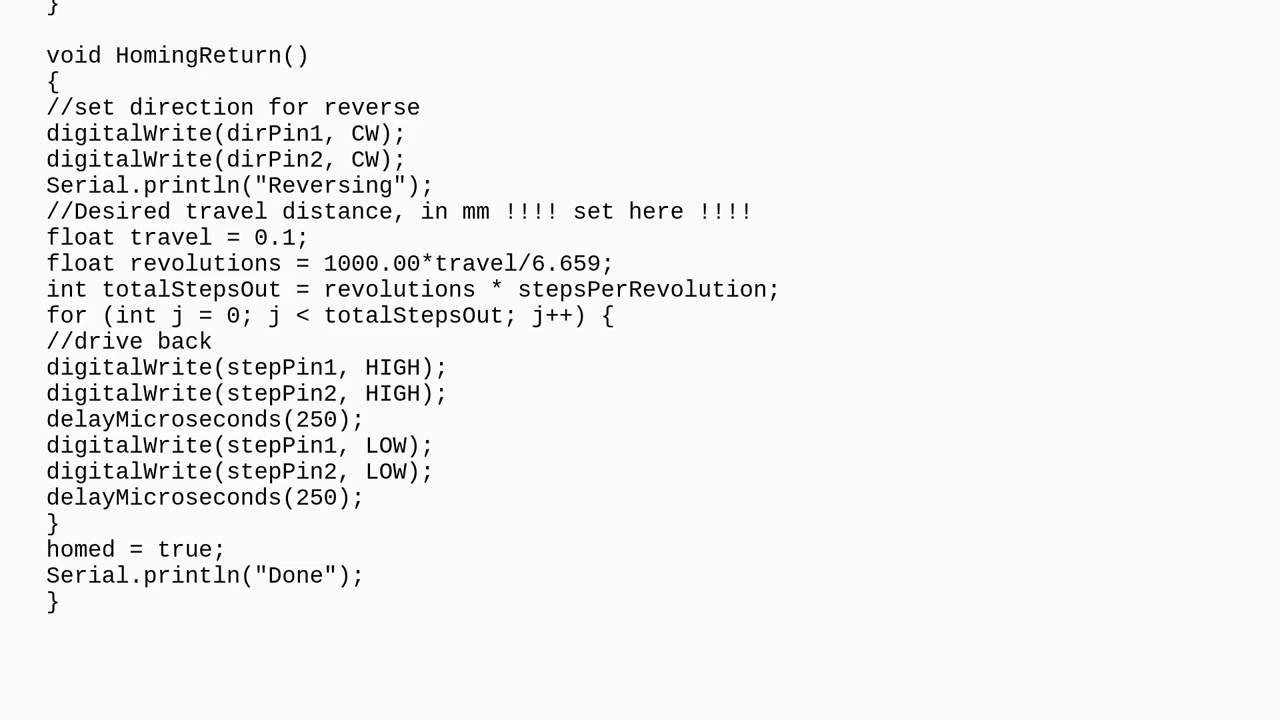 }
void HomingReturn()
{
//set direction for reverse
digitalWrite(dirPin1, CW);
digitalWrite(dirPin2, CW);
Serial.println("Reversing");
//Desired travel distance, in mm !!!! set here !!!!
float travel = 0.1;
float revolutions = 1000.00*travel/6.659;
int totalStepsOut = revolutions * stepsPerRevolution;
for (int j = 0; j < totalStepsOut; j++) {
//drive back
digitalWrite(stepPin1, HIGH);
digitalWrite(stepPin2, HIGH);
delayMicroseconds(250);
digitalWrite(stepPin1, LOW);
digitalWrite(stepPin2, LOW);
delayMicroseconds(250);
}
homed = true;
Serial.println("Done");
}